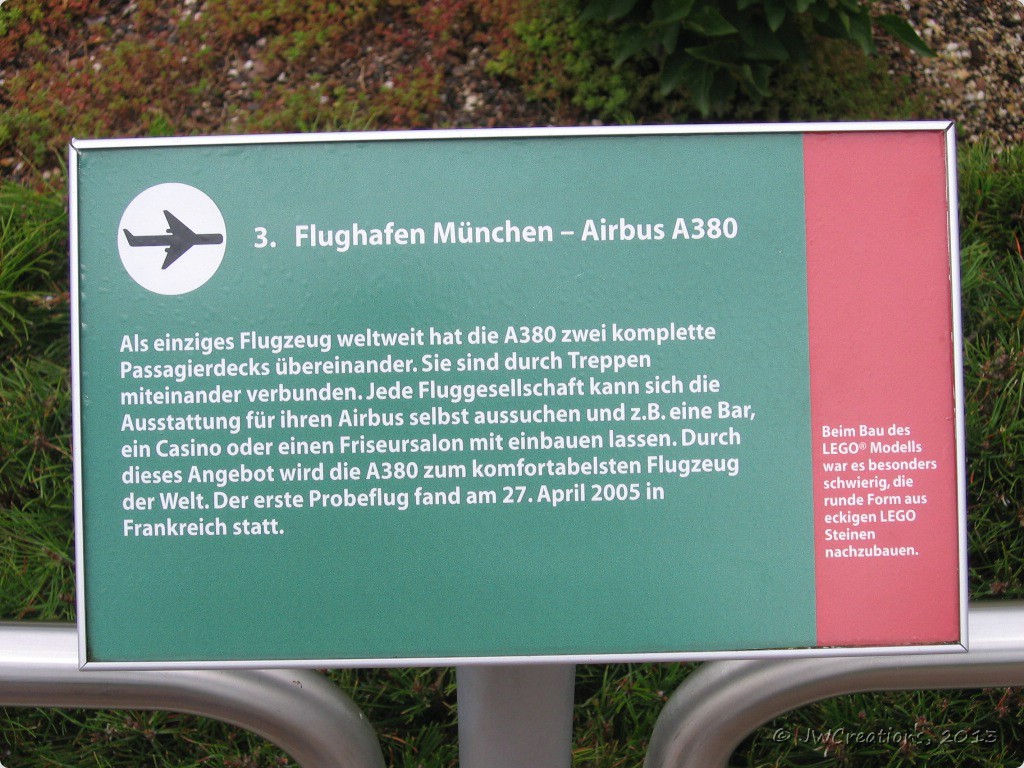 3. Flughafen München – Airbus A380
Als einziges Flugzeug weltweit hat die A380 zwei komplette
Passagierdecks übereinander. Sie sind durch Treppen
miteinander verbunden. Jede Fluggesellschaft kann sich die
Ausstattung für ihren Airbus selbst aussuchen und z.B. eine Bar,
ein Casino oder einen Friseursalon mit einbauen lassen. Durch
dieses Angebot wird die A380 zum komfortabelsten Flugzeug
der Welt. Der erste Probeflug fand am 27. April 2005 in
Frankreich statt.
Beim Bau des
LEGO® Modells
war es besonders
schwierig, die
runde Form aus
eckigen LEGO
Steinen
nachzubauen.
© JWCreations, 2013